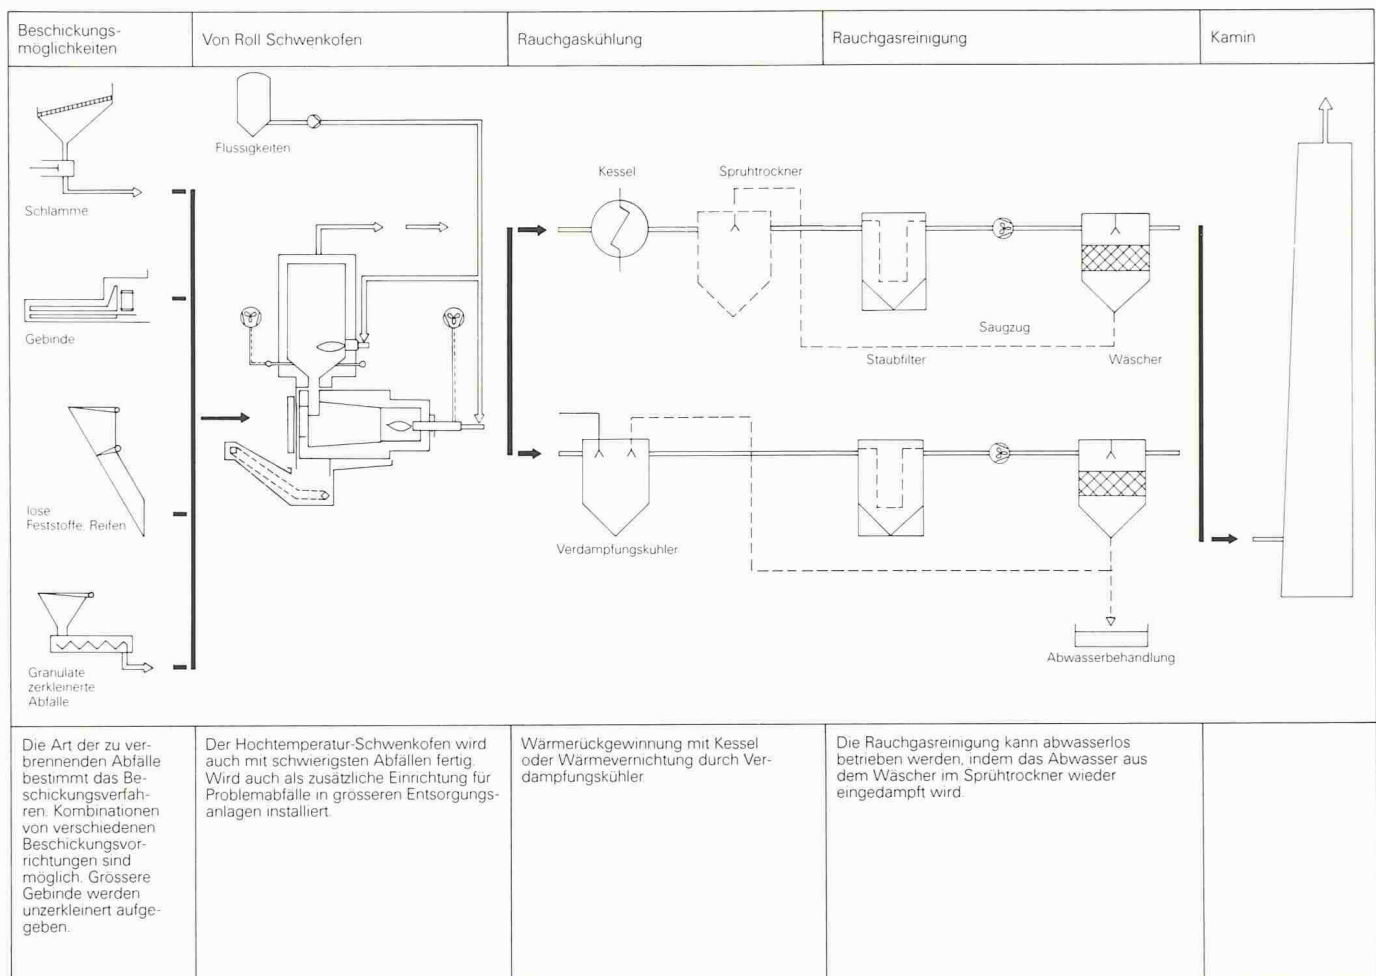 Beschickungs-
möglichkeiten
Von Roll Schwenkofen
Rauchgaskühlung
Rauchgasreinigung
Kamin
Schlamme
Gebinde
lose
Feststoffe, Reifen
Granulate
zerkleinerte
Abfälle
Flussigkeiten
Kessel
Spruhtrockner
Staubfilter
Saugzug
Wäscher
Verdampfungskühler
Abwasserbehandlung
Die Art der zu ver-
brennenden Abfälle
bestimmt das Be-
schickungsverfah-
ren. Kombinationen
von verschiedenen
Beschickungsvor-
richtungen sind
möglich. Grössere
Gebinde werden
unzerkleinert aufge-
geben.
Der Hochtemperatur-Schwenkofen wird
auch mit schwierigsten Abfällen fertig.
Wird auch als zusätzliche Einrichtung für
Problemabfälle in grösseren Entsorgungs-
anlagen installiert.
Wärmerückgewinnung mit Kessel
oder Wärmevernichtung durch Ver-
dampfungskühler
Die Rauchgasreinigung kann abwasserlos
betrieben werden, indem das Abwasser aus
dem Wäscher im Sprühtrockner wieder
eingedampft wird.